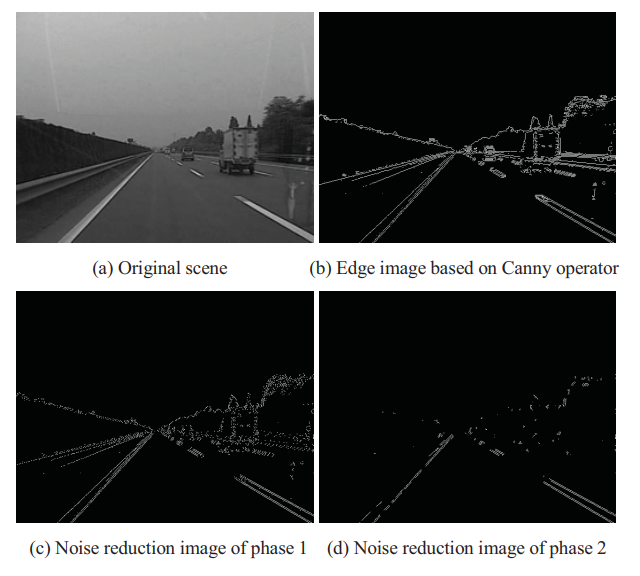 (a) Original scene
(b) Edge image based on Canny operator
(c) Noise reduction image of phase 1
(d) Noise reduction image of phase 2